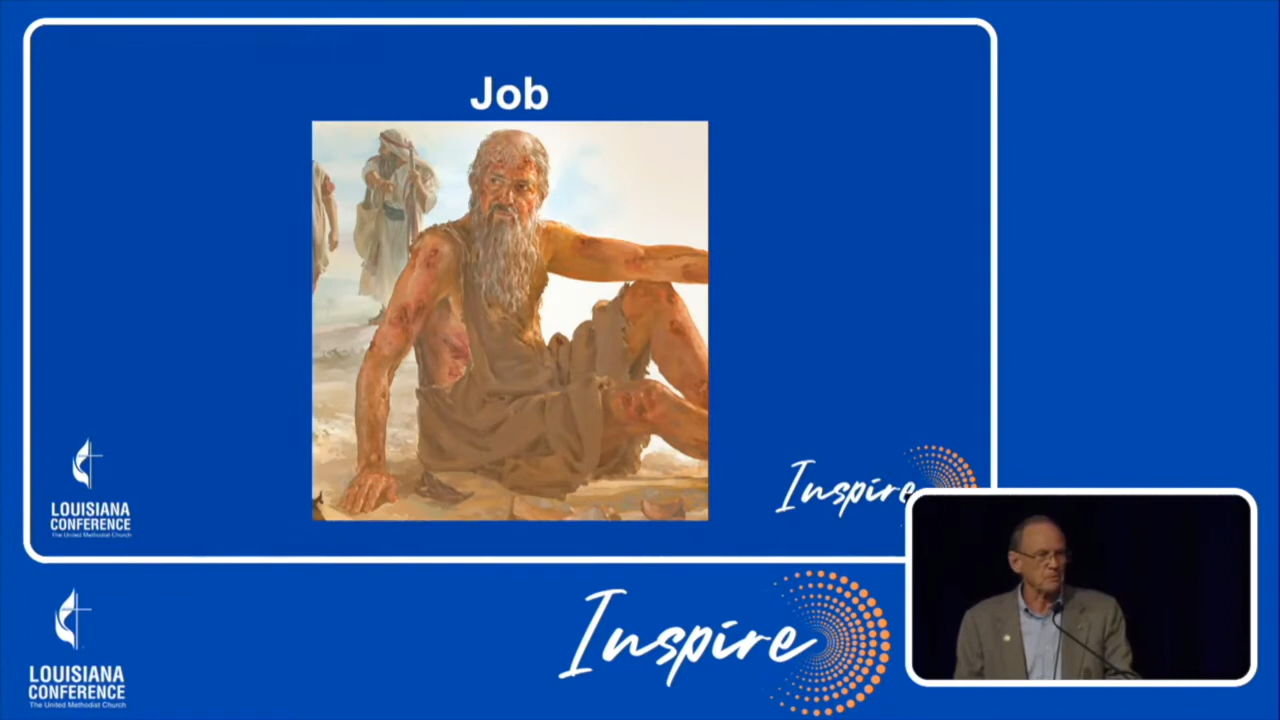 Job
LOUISIANA
CONFERENCE
The United Methodist Church
Inspire
Inspire
LOUISIANA
CONFERENCE
The United Methodist Church